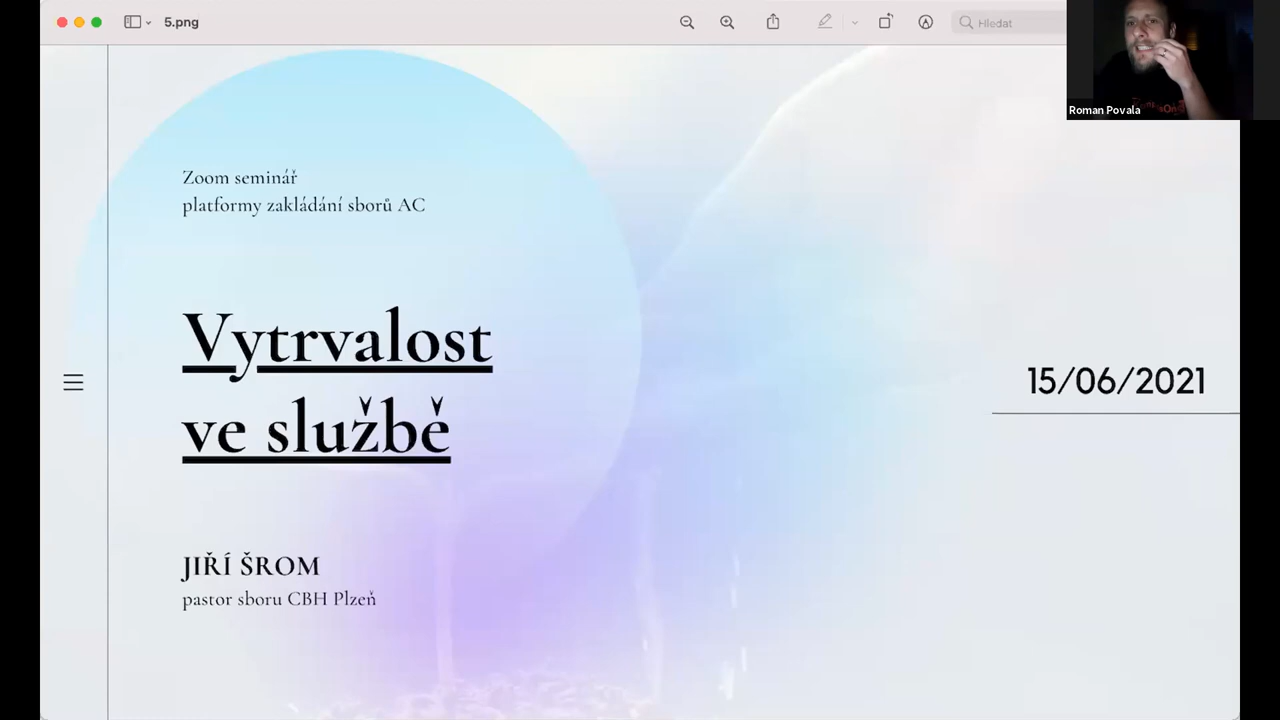 5.png
Hledat
Roman Povala
Zoom seminář
platformy zakládání sborů AC
Vytrvalost
ve službě
15/06/2021
JIŘÍ ŠROM
pastor sboru CBH Plzeň